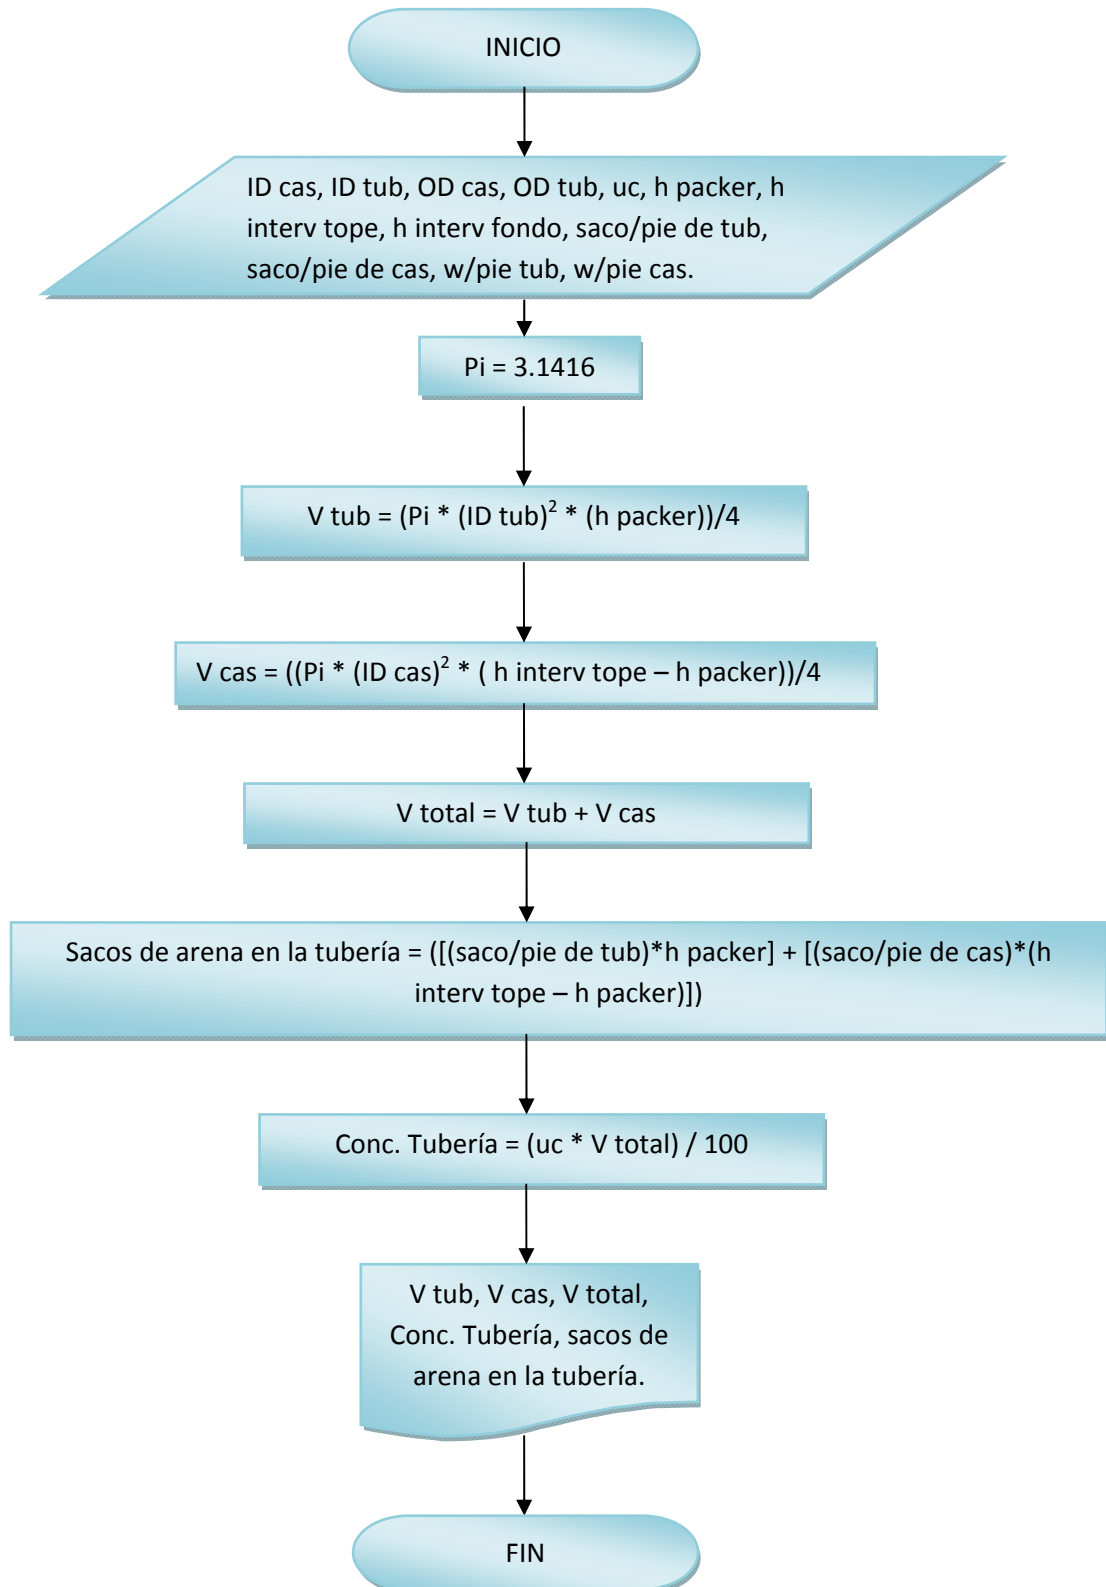 INICIO
ID cas, ID tub, OD cas, OD tub, uc, h packer, h
interv tope, h interv fondo, saco/pie de tub,
saco/pie de cas, w/pie tub, w/pie cas.
Pi = 3.1416
V tub = (Pi * (ID tub)² * (h packer))/4
V cas = ((Pi * (ID cas)² * ( h interv tope – h packer))/4
V total = V tub + V cas
Sacos de arena en la tubería = ([(saco/pie de tub)*h packer] + [(saco/pie de cas)*(h
interv tope – h packer)])
Conc. Tubería = (uc * V total) / 100
V tub, V cas, V total,
Conc. Tubería, sacos de
arena en la tubería.
FIN